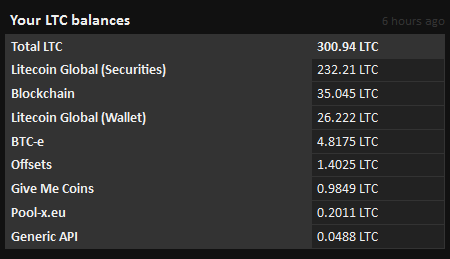 Your LTC balances 6 hours ago
Total LTC 300.94 LTC
Litecoin Global (Securities) 232.21 LTC
Blockchain 35.045 LTC
Litecoin Global (Wallet) 26.222 LTC
BTC-e 4.8175 LTC
Offsets 1.4025 LTC
Give Me Coins 0.9849 LTC
Pool-x.eu 0.2011 LTC
Generic API 0.0488 LTC